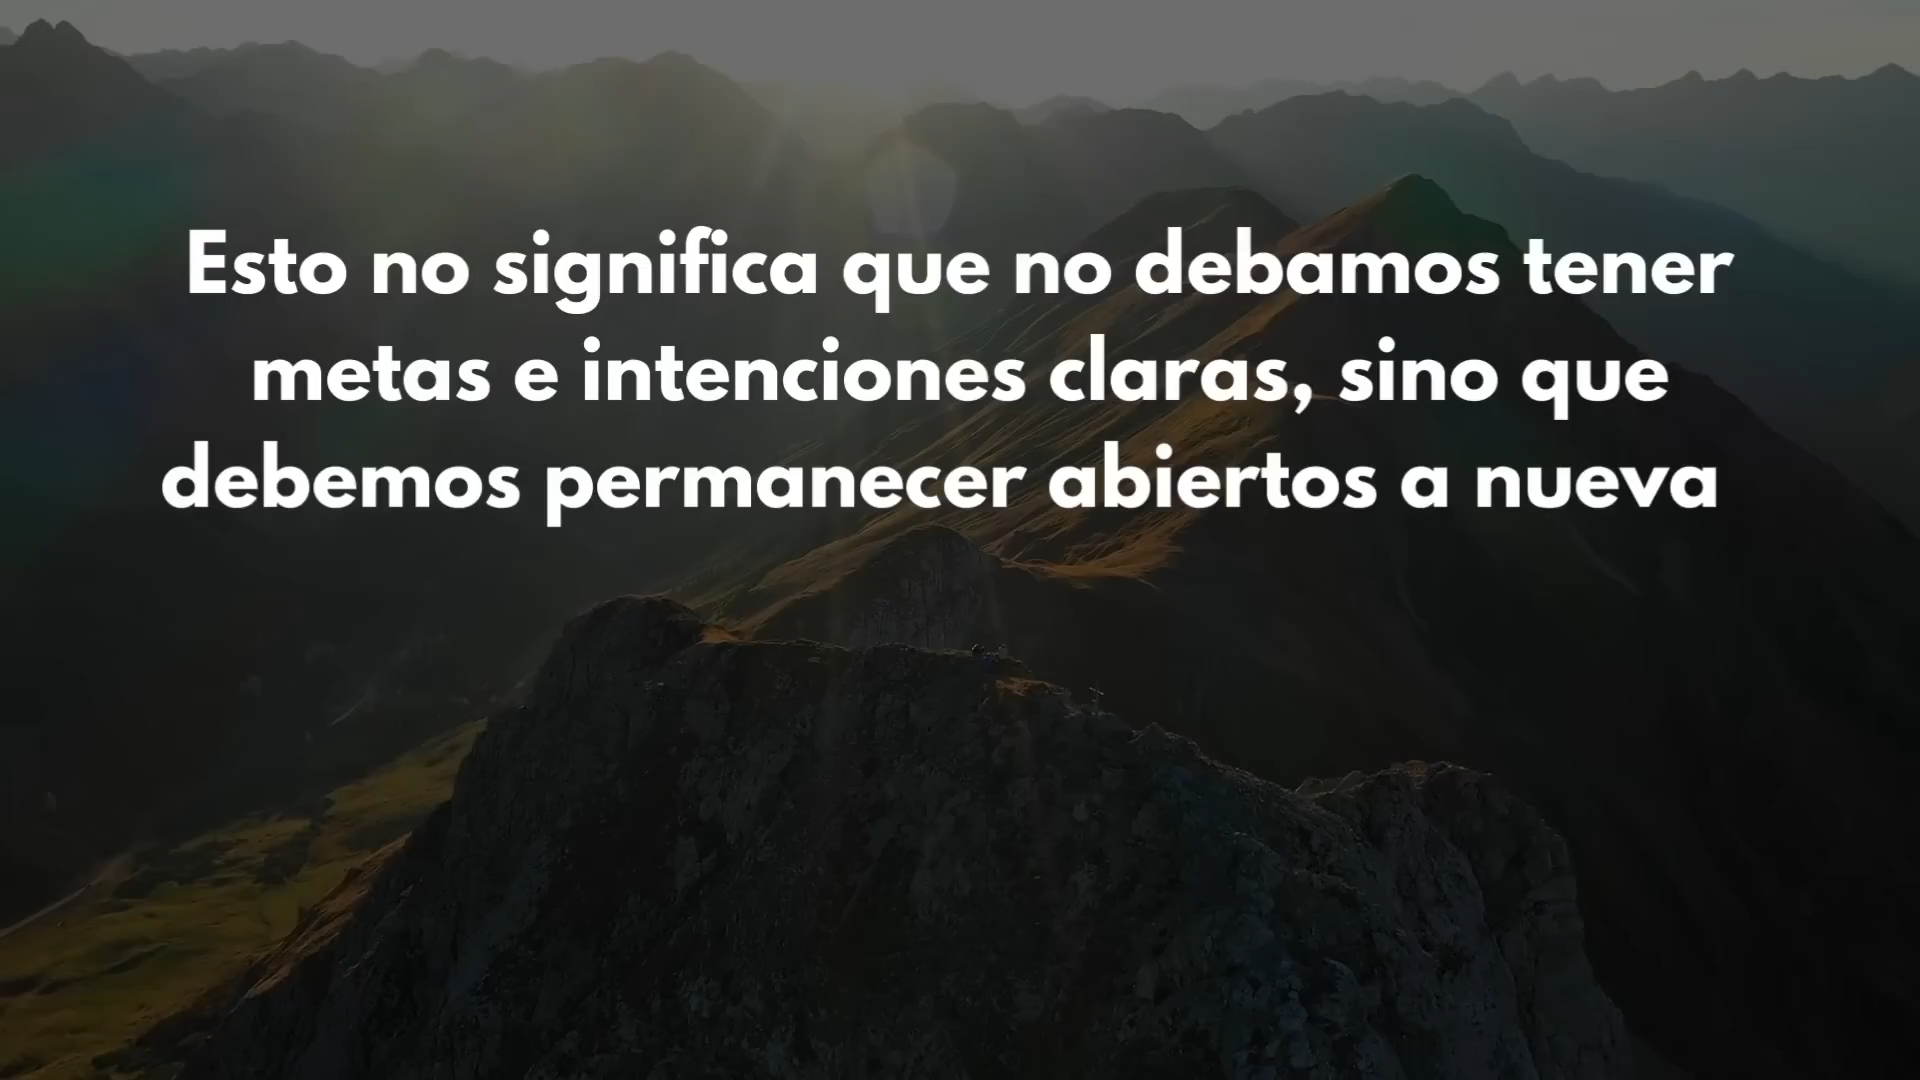 Esto no significa que no debamos tener
metas e intenciones claras, sino que
debemos permanecer abiertos a nueva